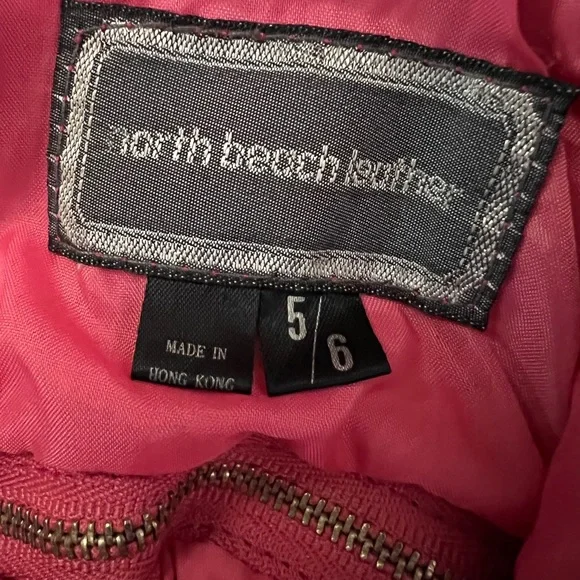 north beach leather
MADE IN
HONG KONG
5/6